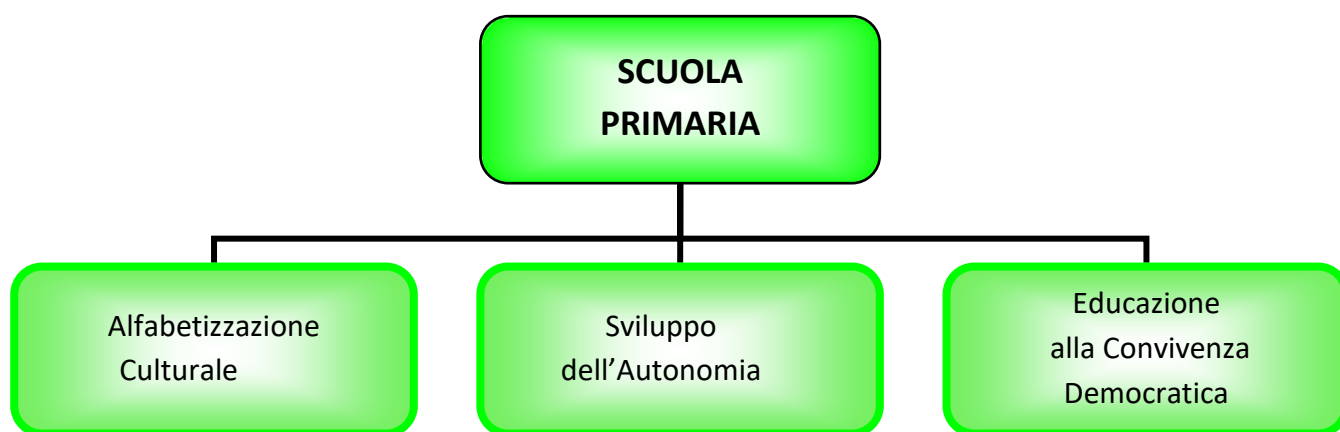 SCUOLA
PRIMARIA
Alfabetizzazione
Culturale
Sviluppo
dell’Autonomia
Educazione
alla Convivenza
Democratica